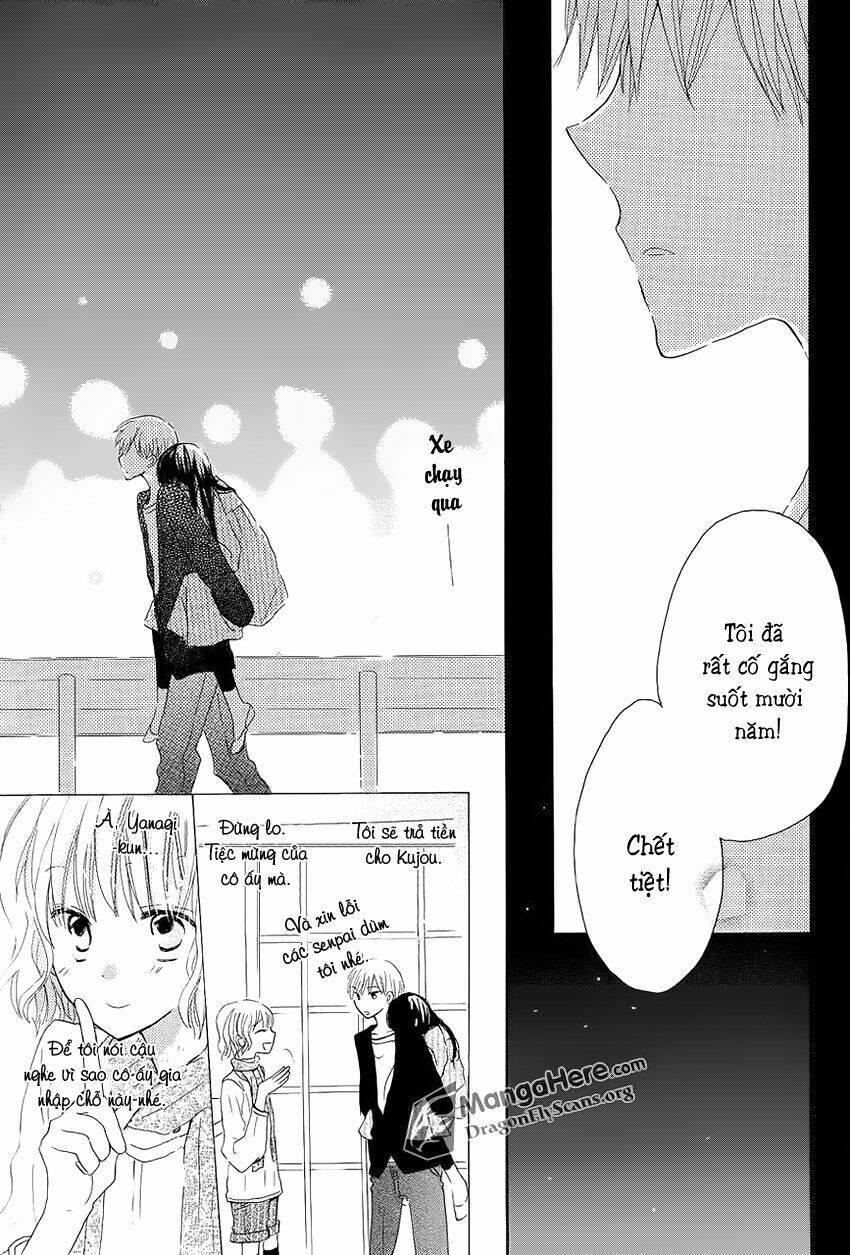 Tôi đã
rất cố gắng
suốt mười
năm!
Chết
tiệt!
Xe
chạy
qua
Tôi sẽ trả tiền
cho Kujou.
Đừng lo.
Tiệc mừng của
cô ấy mà.
Và xin lỗi
các senpai dùm
tôi nhé.
À, Yanagi
kun...
Để tôi nói cậu
nghe vì sao cô ấy gia
nhập chỗ này nhé.
MangaHere.com
DragonFlyScans.org